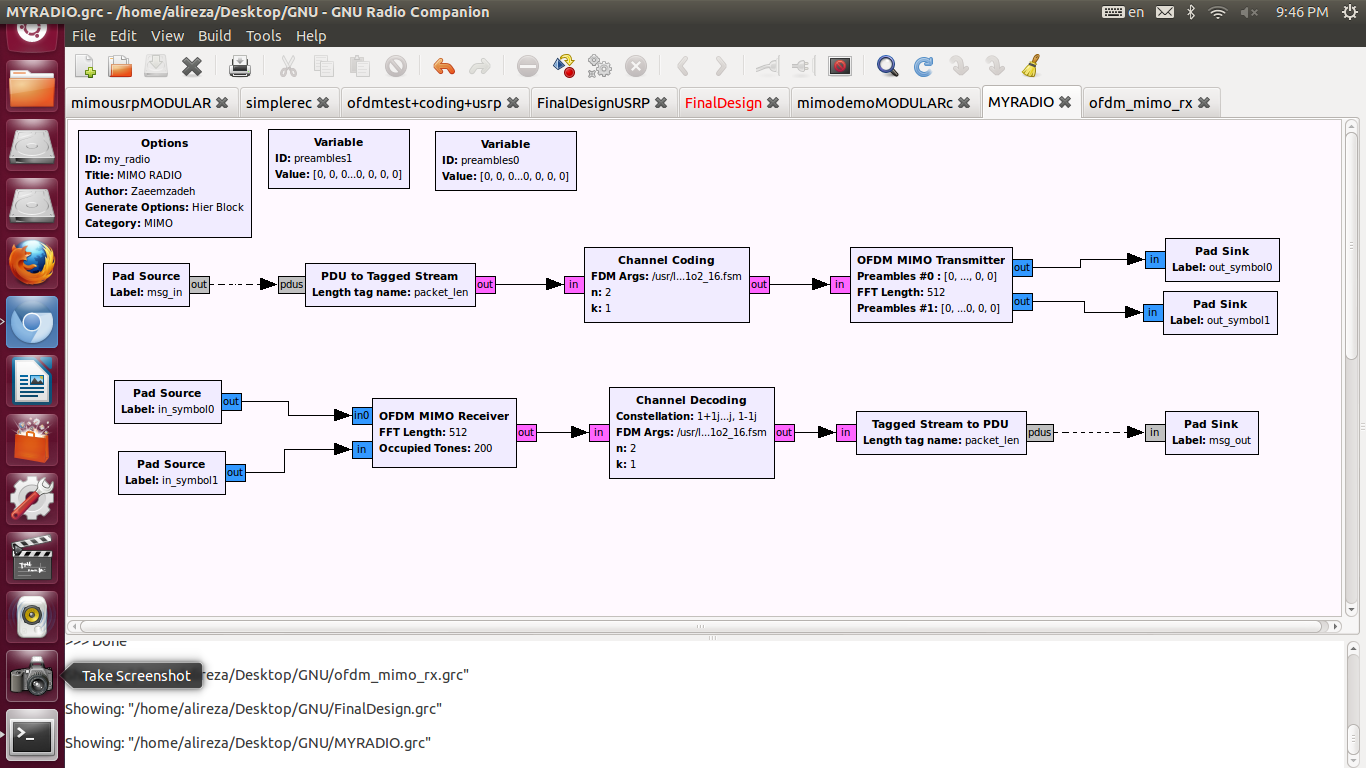 MYRADIO.grc - /home/alireza/Desktop/GNU - GNU Radio Companion
en
9:46 PM
File Edit View Build Tools Help
mimousrpMODULAR
simplerec
ofdmtest+coding+usrp
FinalDesignUSRP
FinalDesign
mimodemoMODULARc
MYRADIO
ofdm_mimo_rx
Options
ID: my_radio
Title: MIMO RADIO
Author: Zaeemzadeh
Generate Options: Hier Block
Category: MIMO
Variable
ID: preambles1
Value: [0, 0, 0...0, 0, 0, 0]
Variable
ID: preambles0
Value: [0, 0, 0...0, 0, 0, 0]
Pad Source
Label: msg_in
out
pdus
PDU to Tagged Stream
Length tag name: packet_len
out
in
Channel Coding
FDM Args: /usr/l...1o2_16.fsm
n: 2
k: 1
out
in
OFDM MIMO Transmitter
Preambles #0 : [0, ..., 0, 0]
FFT Length: 512
Preambles #1: [0, ...0, 0, 0]
out
out
in
Pad Sink
Label: out_symbol0
in
Pad Sink
Label: out_symbol1
Pad Source
Label: in_symbol0
out
Pad Source
Label: in_symbol1
out
in0
in
OFDM MIMO Receiver
FFT Length: 512
Occupied Tones: 200
out
in
Channel Decoding
Constellation: 1+1j...j, 1-1j
FDM Args: /usr/l...1o2_16.fsm
n: 2
k: 1
out
in
Tagged Stream to PDU
Length tag name: packet_len
pdus
in
Pad Sink
Label: msg_out
>>> Done
Take Screenshot
eza/Desktop/GNU/ofdm_mimo_rx.grc"
Showing: "/home/alireza/Desktop/GNU/FinalDesign.grc"
Showing: "/home/alireza/Desktop/GNU/MYRADIO.grc"